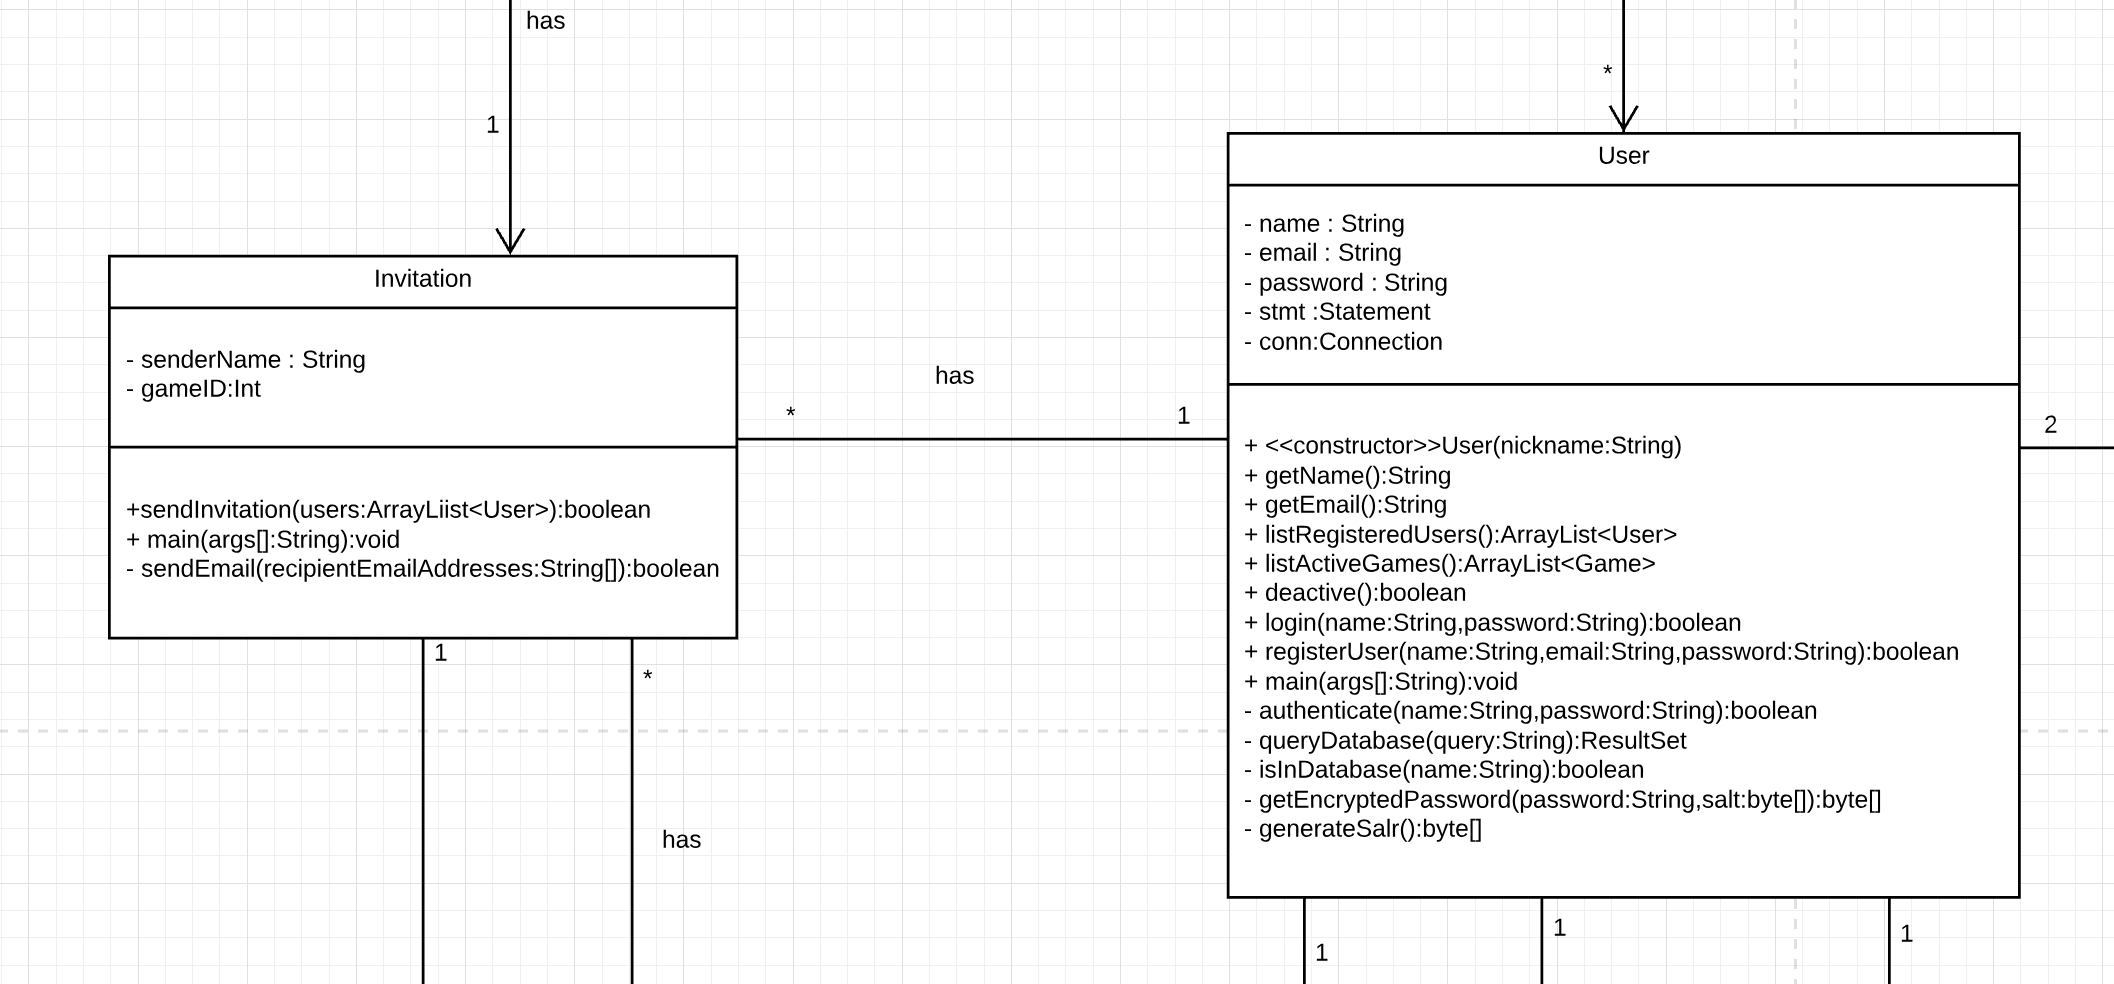 has
1
*
Invitation
- senderName : String
- gameID:Int
+sendInvitation(users:ArrayLiist<User>):boolean
+ main(args[]:String):void
- sendEmail(recipientEmailAddresses:String[]):boolean
has
*
1
User
- name : String
- email : String
- password : String
- stmt :Statement
- conn:Connection
+ <<constructor>>User(nickname:String)
+ getName():String
+ getEmail():String
+ listRegisteredUsers():ArrayList<User>
+ listActiveGames():ArrayList<Game>
+ deactive():boolean
+ login(name:String,password:String):boolean
+ registerUser(name:String,email:String,password:String):boolean
+ main(args[]:String):void
- authenticate(name:String,password:String):boolean
- queryDatabase(query:String):ResultSet
- isInDatabase(name:String):boolean
- getEncryptedPassword(password:String,salt:byte[]):byte[]
- generateSalr():byte[]
2
1
*
has
1
1
1